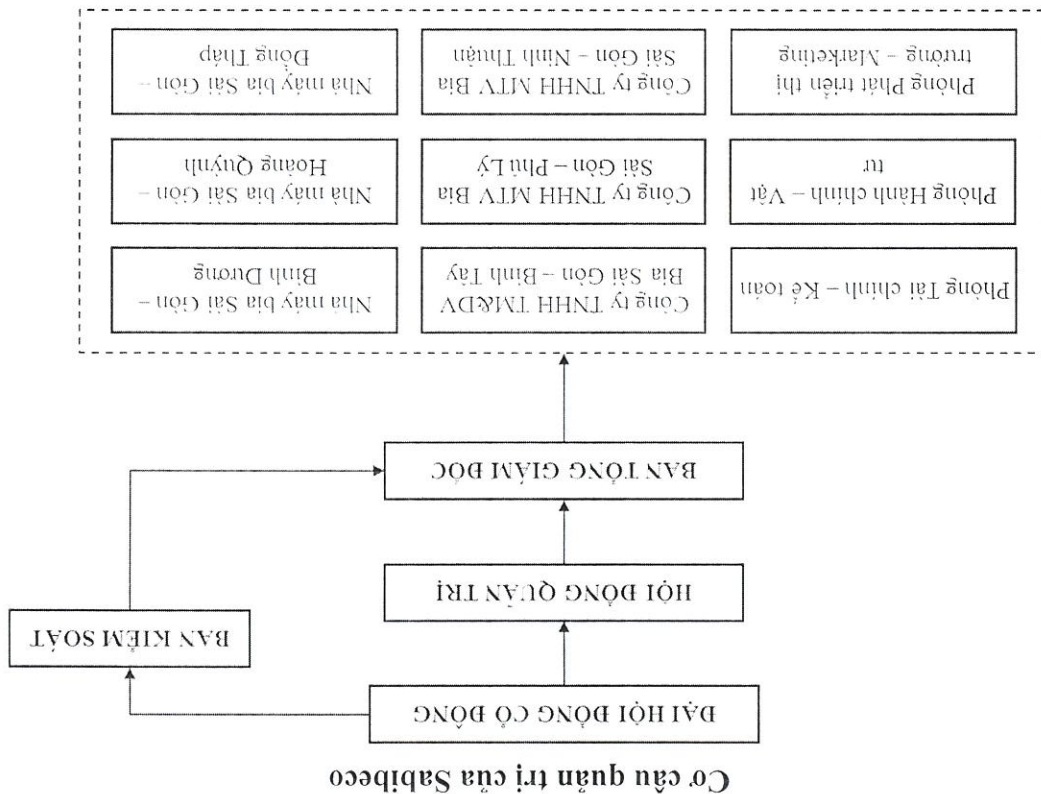 Cơ cấu quản trị của Sabibeco
ĐẠI HỘI ĐỒNG CỔ ĐÔNG
BAN KIỂM SOÁT
HỘI ĐỒNG QUẢN TRỊ
BAN TỔNG GIÁM ĐỐC
Phòng Tài chính – Kế toán
Công ty TNHH TM&DV
Bia Sài Gòn – Bình Tây
Nhà máy bia Sài Gòn –
Bình Dương
Phòng Hành chính – Vật
tư
Công ty TNHH MTV Bia
Sài Gòn – Phủ Lý
Nhà máy bia Sài Gòn –
Hoàng Quỳnh
Phòng Phát triển thị
trường – Marketing
Công ty TNHH MTV Bia
Sài Gòn – Ninh Thuận
Nhà máy bia Sài Gòn –
Đồng Tháp